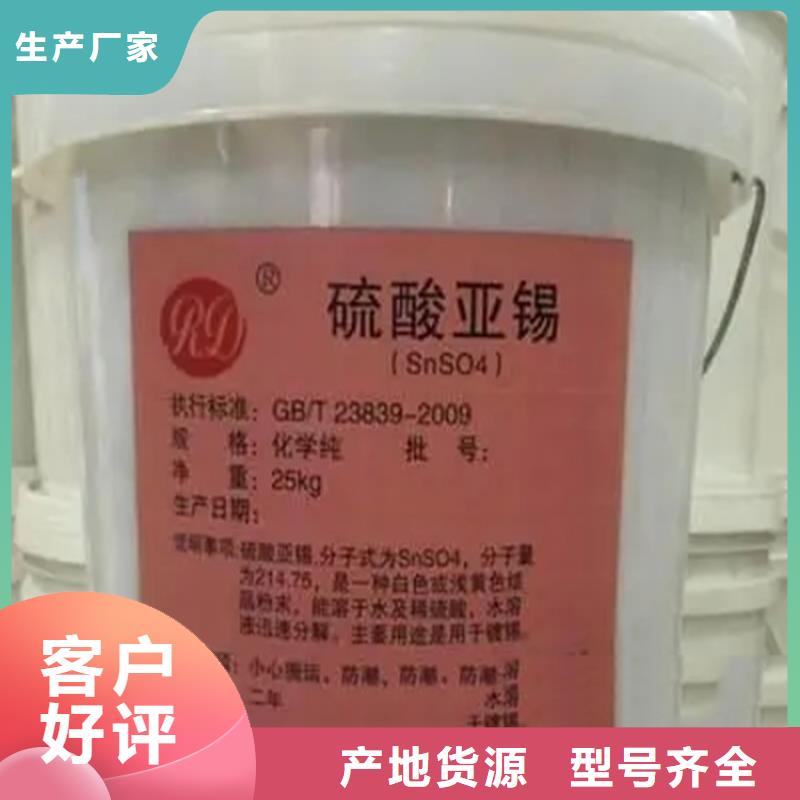 生产厂家
RD ®
硫酸亚锡
(SnSO4)
执行标准: GB/T 23839-2009
规 格: 化学纯 批 号:
净 重: 25kg
生产日期:
说明事项:硫酸亚锡.分子式为SnSO4，分子量
为214.75，是一种白色或浅黄色结
晶粉末，能溶于水及稀硫酸，水溶
液迅速分解。主要用途是用于镀锡。
小心搬运、防潮、防潮、防潮、溶
二年 水溶
于镀锡
客户
好评
产地货源 型号齐全